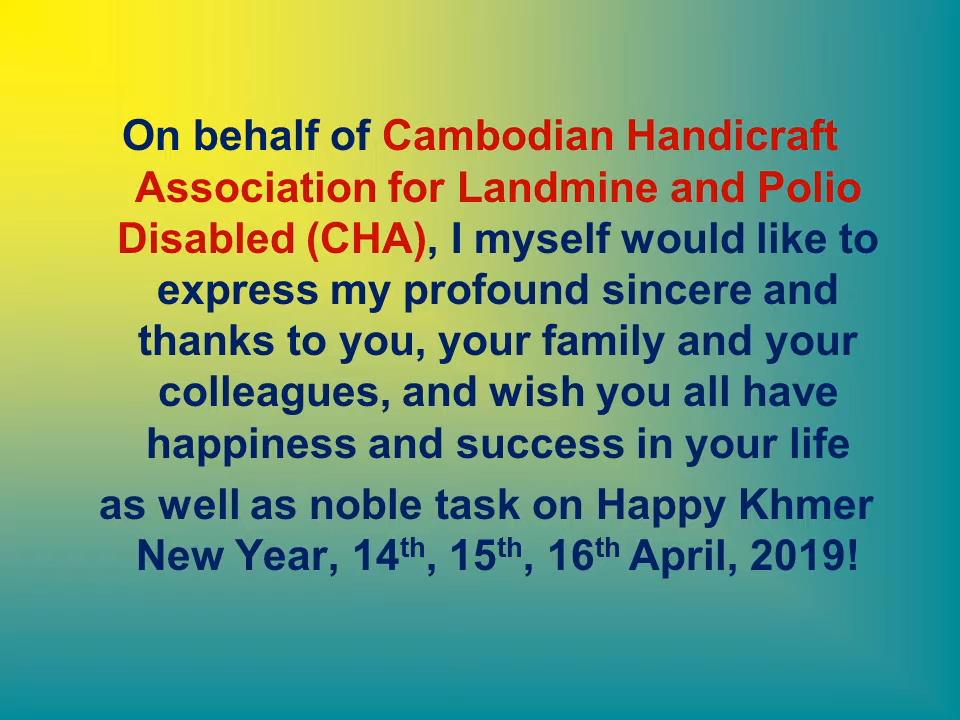 On behalf of Cambodian Handicraft
Association for Landmine and Polio
Disabled (CHA), I myself would like to
express my profound sincere and
thanks to you, your family and your
colleagues, and wish you all have
happiness and success in your life
as well as noble task on Happy Khmer
New Year, 14th, 15th, 16th April, 2019!